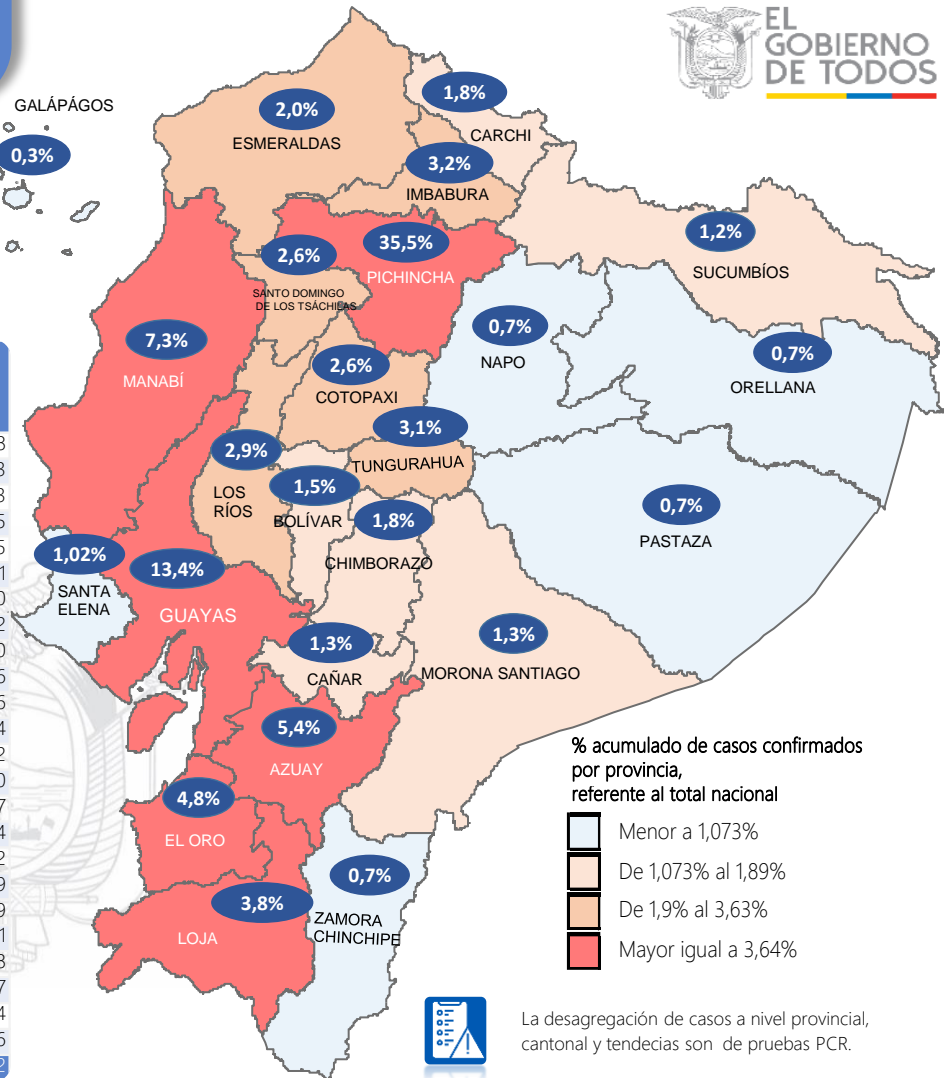 EL
GOBIERNO
DE TODOS
GALÁPÁGOS
0,3%
2,0%
ESMERALDAS
1,8%
CARCHI
3,2%
IMBABURA
1,2%
SUCUMBÍOS
35,5%
PICHINCHA
2,6%
SANTO DOMINGO
DE LOS TSÁCHILAS
7,3%
MANABÍ
0,7%
NAPO
0,7%
ORELLANA
2,6%
COTOPAXI
3,1%
TUNGURAHUA
2,9%
LOS
RÍOS
1,5%
BOLÍVAR
1,8%
CHIMBORAZO
0,7%
PASTAZA
1,02%
SANTA
ELENA
13,4%
GUAYAS
1,3%
CAÑAR
1,3%
MORONA SANTIAGO
5,4%
AZUAY
4,8%
EL ORO
3,8%
LOJA
0,7%
ZAMORA
CHINCHIPE
% acumulado de casos confirmados
por provincia,
referente al total nacional
Menor a 1,073%
De 1,073% al 1,89%
De 1,9% al 3,63%
Mayor igual a 3,64%
La desagregación de casos a nivel provincial,
cantonal y tendecias son de pruebas PCR.